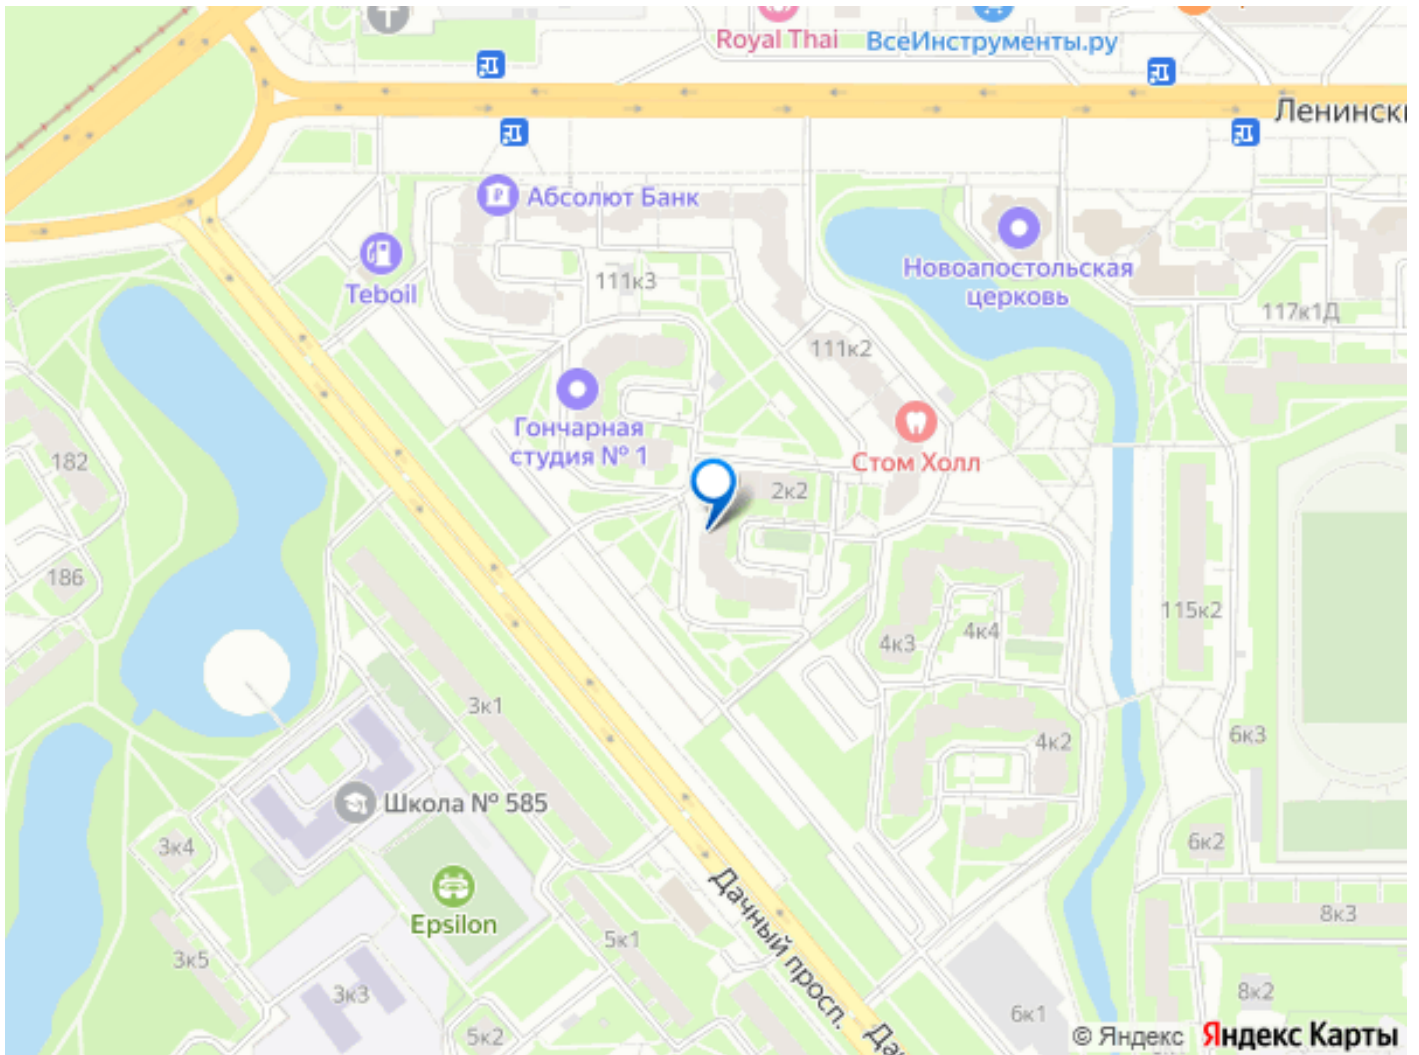 Royal Thai
ВсеИнструменты.ру
Ленински
Абсолют Банк
Teboil
111к3
Новоапостольская
церковь
117к1Д
111к2
Гончарная
студия № 1
Стом Холл
182
2к2
186
115к2
4к3
4к4
3к1
4к2
6к3
Школа № 585
3к4
6к2
Epsilon
Дачный просп.
8к3
5к1
3к5
3к3
8к2
6к1
5к2
Да
© Яндекс Яндекс Карты